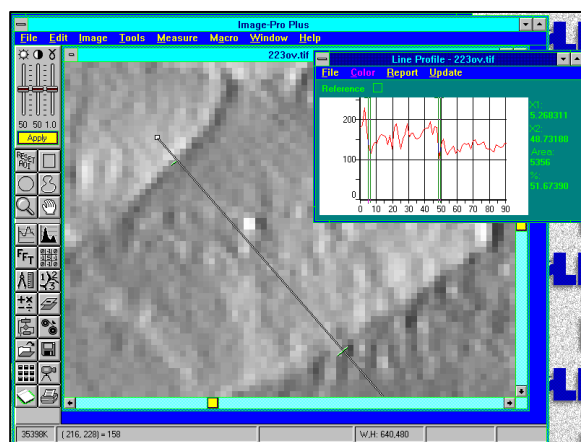 Image-Pro Plus
File Edit Image Tools Measure Macro Window Help
223ov.tif
50 50 1.0
Apply
RESET
ROI
FFT
Line Profile - 223ov.tif
File Color Report Update
Reference
200
100
0
0 10 20 30 40 50 60 70 80 90
X1:
5.268311
X2:
48.73188
Area:
5356
%:
51.67390
35398K
( 216, 228) = 158
W,H: 640,480